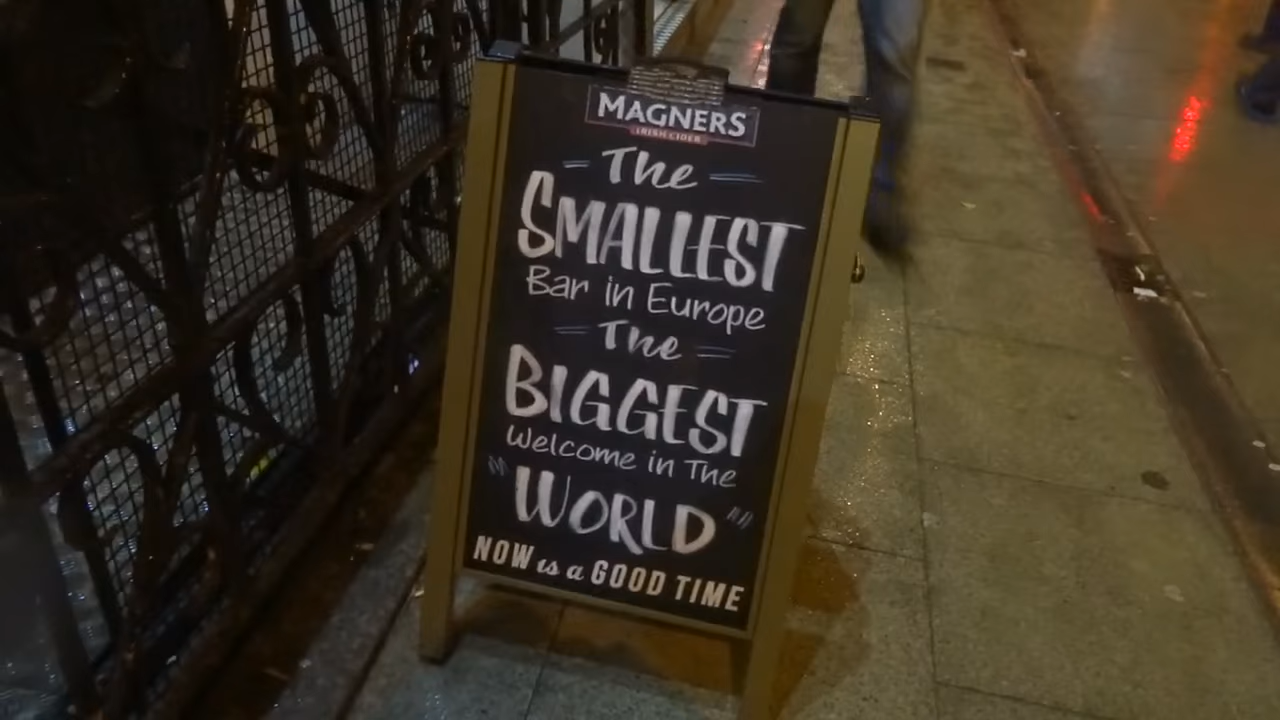 MAGNERS
IRISH CIDER
The
SMALLEST
Bar in Europe
The
BIGGEST
Welcome in The
"WORLD"
NOW is a GOOD TIME